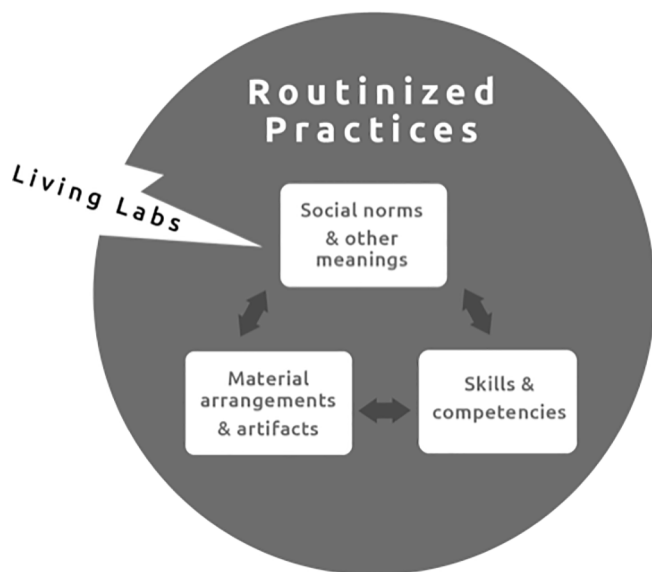 Routinized
Practices
Living Labs
Social norms
& other
meanings
Material
arrangements
& artifacts
Skills &
competencies